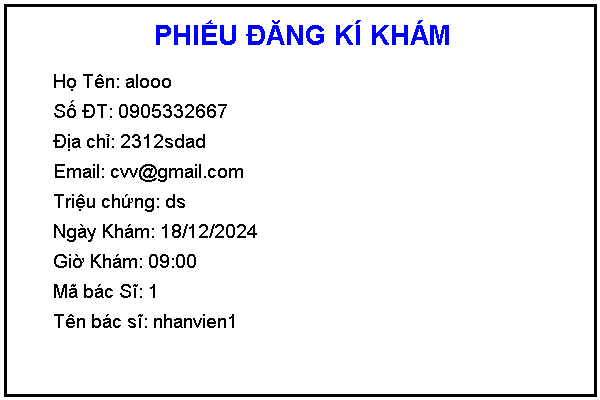 PHIẾU ĐĂNG KÍ KHÁM
Họ Tên: alooo
Số ĐT: 0905332667
Địa chỉ: 2312sdad
Email: cvv@gmail.com
Triệu chứng: ds
Ngày Khám: 18/12/2024
Giờ Khám: 09:00
Mã bác Sĩ: 1
Tên bác sĩ: nhanvien1